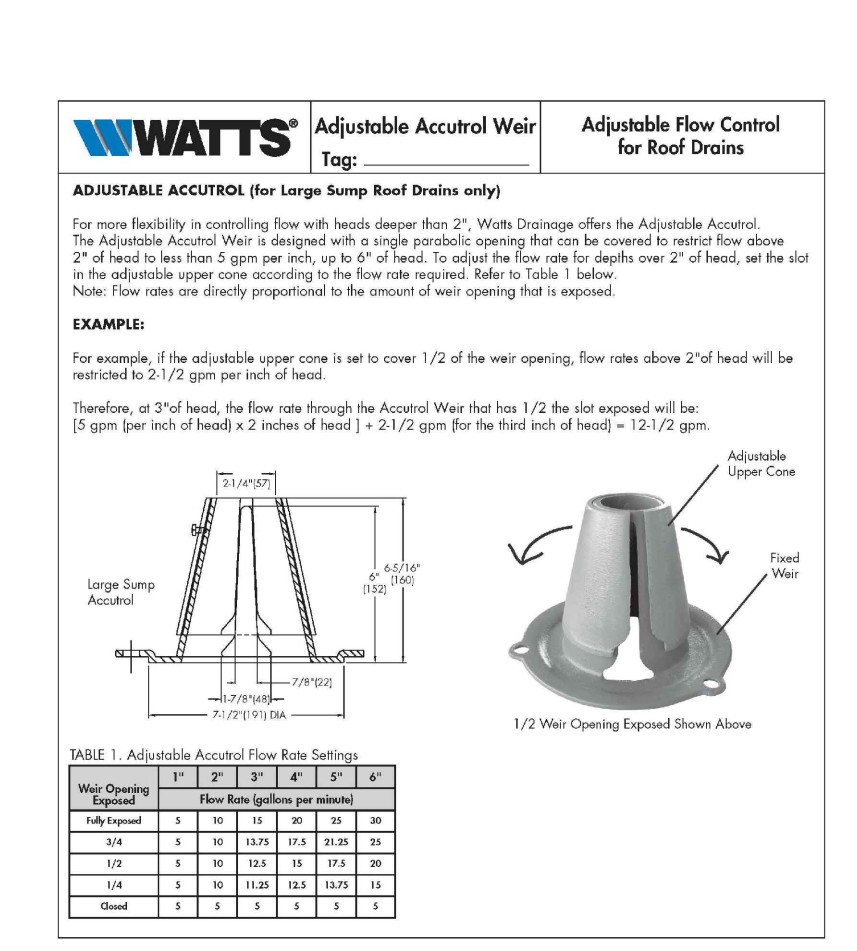 WATTS®
Adjustable Accutrol Weir
Tag:
Adjustable Flow Control
for Roof Drains
ADJUSTABLE ACCUTROL (for Large Sump Roof Drains only)
For more flexibility in controlling flow with heads deeper than 2", Watts Drainage offers the Adjustable Accutrol.
The Adjustable Accutrol Weir is designed with a single parabolic opening that can be covered to restrict flow above
2" of head to less than 5 gpm per inch, up to 6" of head. To adjust the flow rate for depths over 2" of head, set the slot
in the adjustable upper cone according to the flow rate required. Refer to Table 1 below.
Note: Flow rates are directly proportional to the amount of weir opening that is exposed.
EXAMPLE:
For example, if the adjustable upper cone is set to cover 1/2 of the weir opening, flow rates above 2"of head will be
restricted to 2-1/2 gpm per inch of head.
Therefore, at 3"of head, the flow rate through the Accutrol Weir that has 1/2 the slot exposed will be:
[5 gpm (per inch of head) x 2 inches of head ] + 2-1/2 gpm (for the third inch of head) = 12-1/2 gpm.
2-1/4"(57)
Large Sump
Accutrol
6"
(152)
6-5/16"
(160)
7/8"(22)
1-7/8"(48)
7-1/2"(191) DIA
Adjustable
Upper Cone
Fixed
Weir
1/2 Weir Opening Exposed Shown Above
TABLE 1. Adjustable Accutrol Flow Rate Settings
Weir Opening
Exposed
1" 2" 3" 4" 5" 6"
Flow Rate (gallons per minute)
Fully Exposed 5 10 15 20 25 30
3/4 5 10 13.75 17.5 21.25 25
1/2 5 10 12.5 15 17.5 20
1/4 5 10 11.25 12.5 13.75 15
Closed 5 5 5 5 5 5